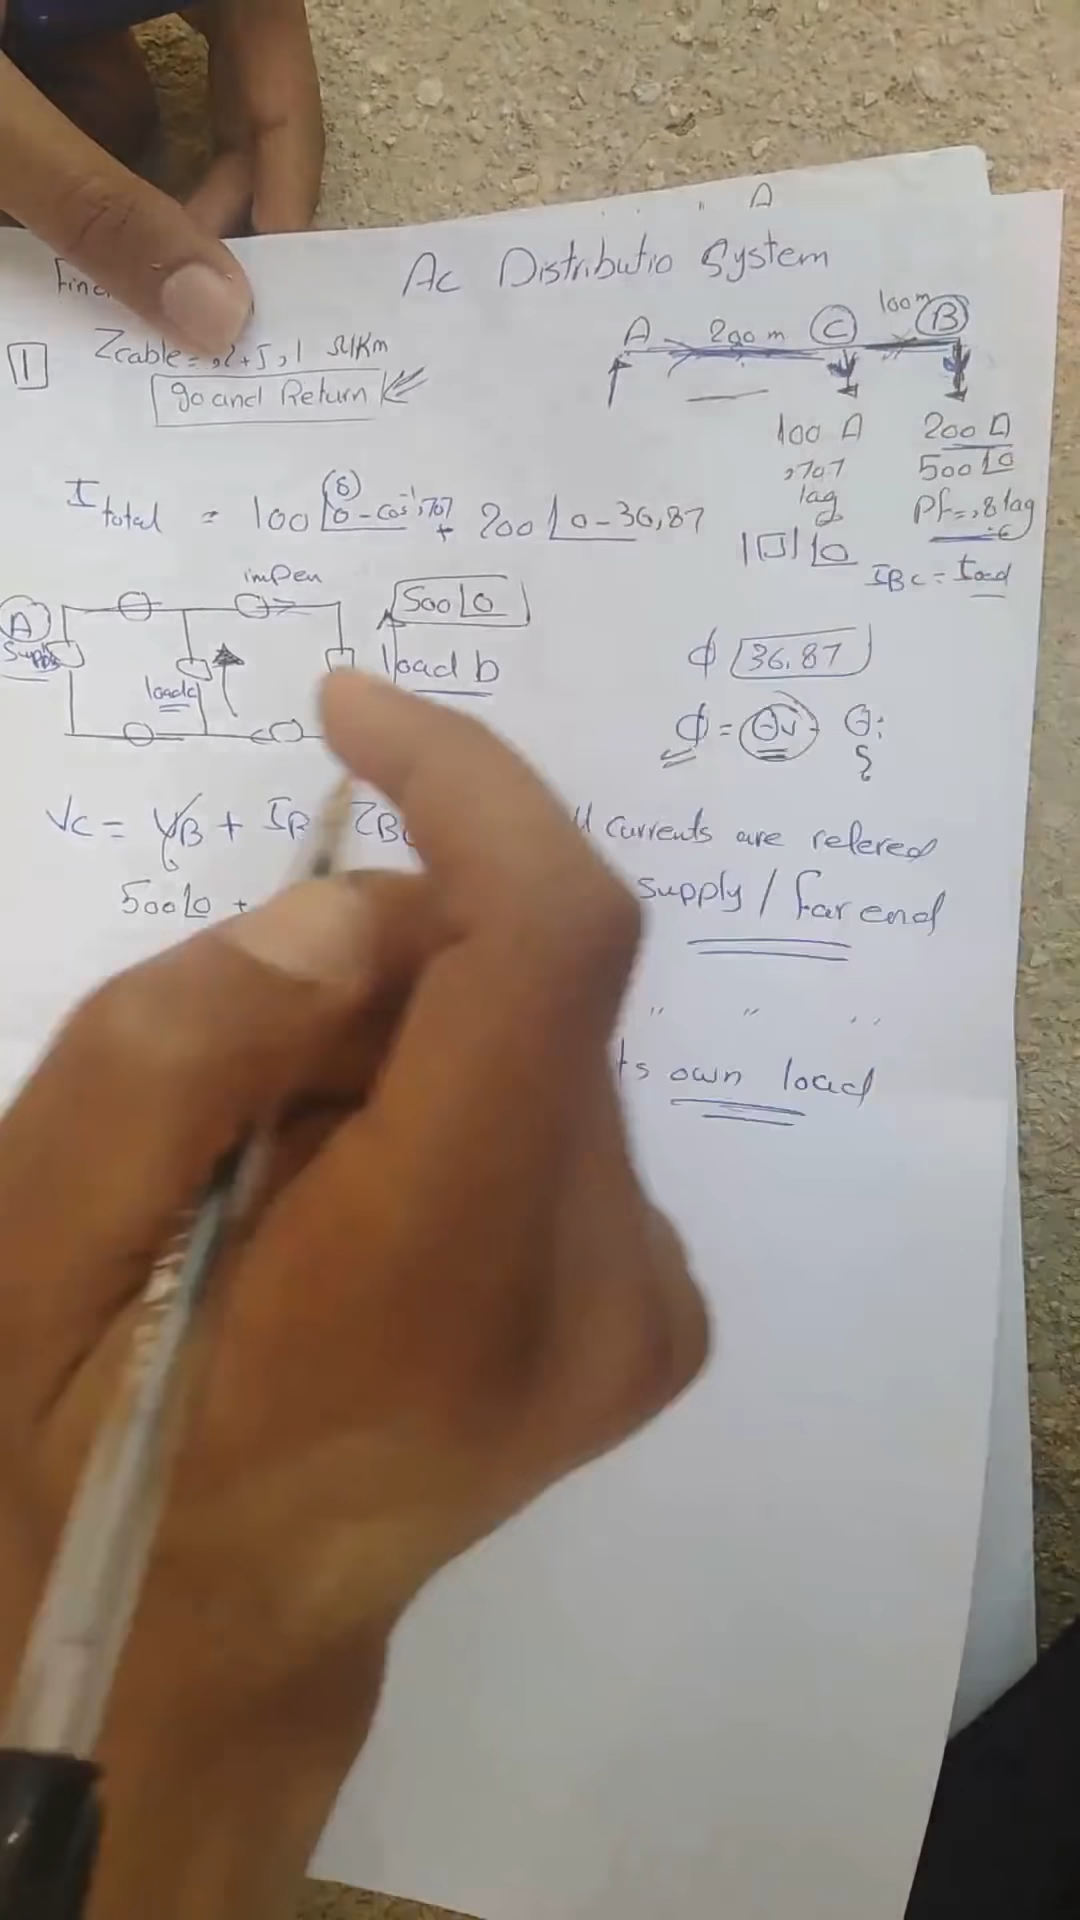 A
Ac Distributio System
1
Zcable = ,2 + J,1 Ω/Km
go and Return
100m
A 200 m C B
100 A 200 A
,707 500∠0
lag PF = ,8 lag
I total = 100 ∠0 - cos⁻¹,707 + 200 ∠0 - 36,87
(δ)
IBC = Load
impen
500∠0
A
Supply
load c
load b
φ 36.87
φ = θv - θi
Vc = VB + IB ZB
500∠0 +
currents are refered
supply / far end
" " "
own load